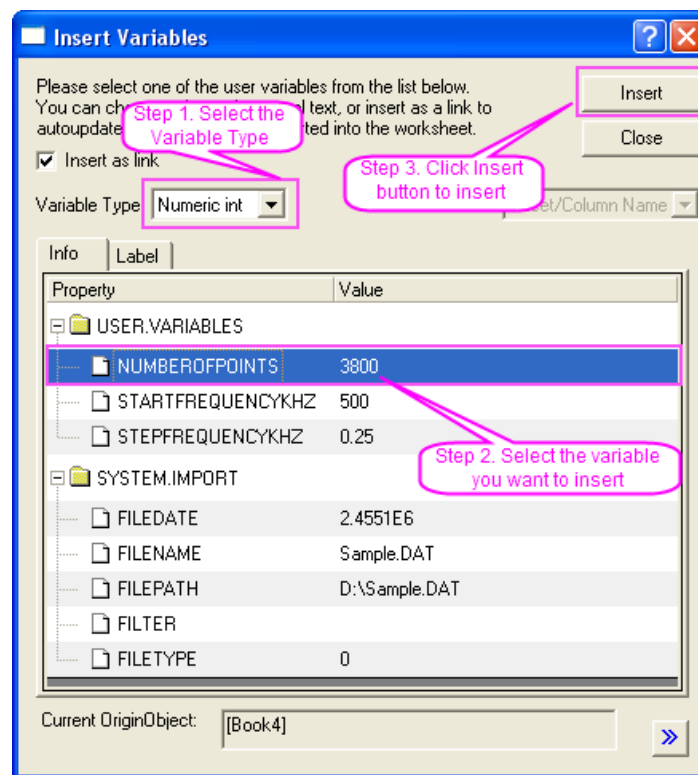 Insert Variables
Please select one of the user variables from the list below.
You can text, or insert as a link to
autoupdate into the worksheet.
Step 1. Select the
Variable Type
Insert
Close
Insert as link
Step 3. Click Insert
button to insert
Variable Type Numeric int
/Column Name
Info Label
Property Value
USER.VARIABLES
NUMBEROFPOINTS 3800
STARTFREQUENCYKHZ 500
STEPFREQUENCYKHZ 0.25
Step 2. Select the variable
you want to insert
SYSTEM.IMPORT
FILEDATE 2.4551E6
FILENAME Sample.DAT
FILEPATH D:\Sample.DAT
FILTER
FILETYPE 0
Current OriginObject: [Book4]